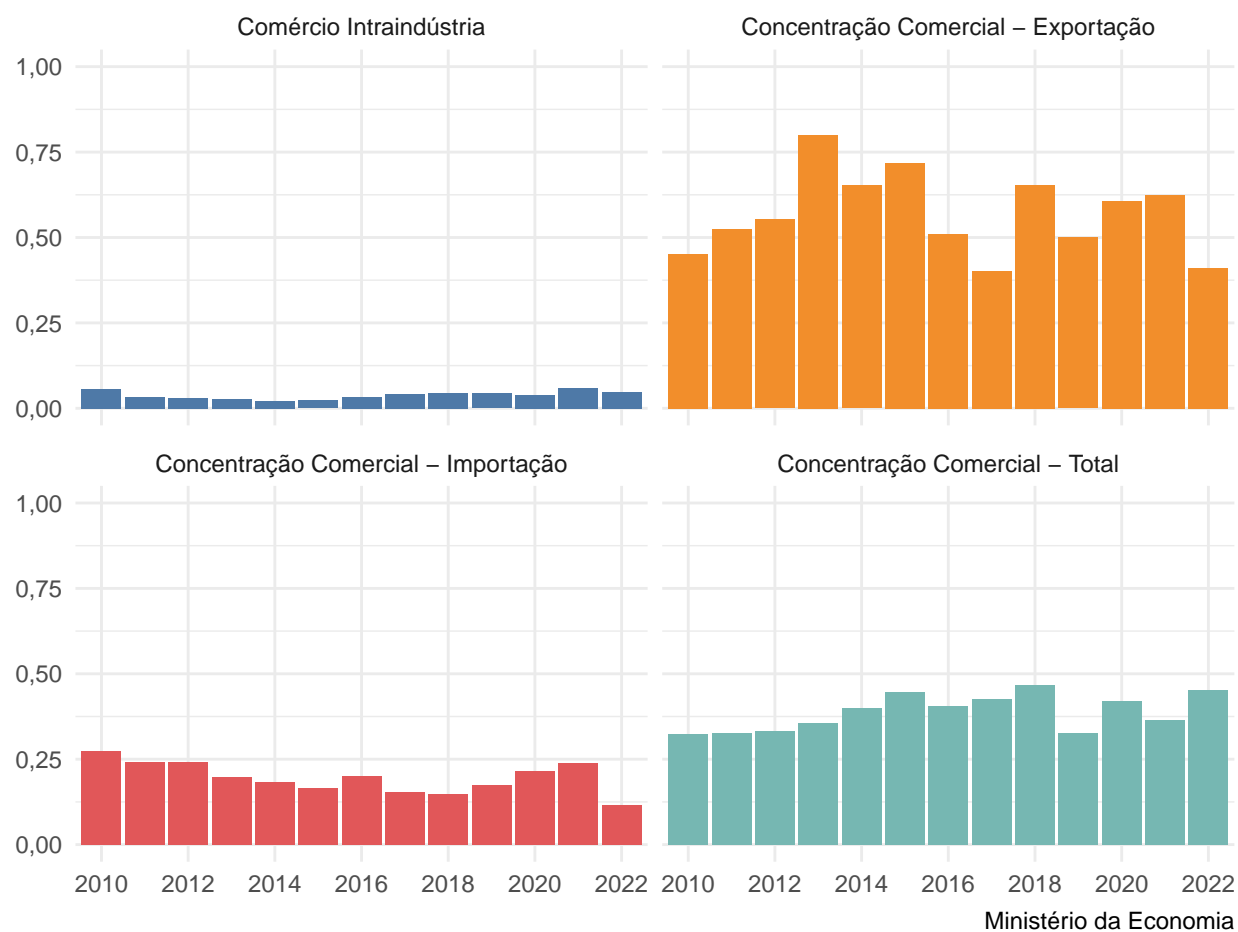 Comércio Intraindústria
Concentração Comercial – Exportação
1,00
0,75
0,50
0,25
0,00
Concentração Comercial – Importação
Concentração Comercial – Total
1,00
0,75
0,50
0,25
0,00
2010 2012 2014 2016 2018 2020 2022
2010 2012 2014 2016 2018 2020 2022
Ministério da Economia